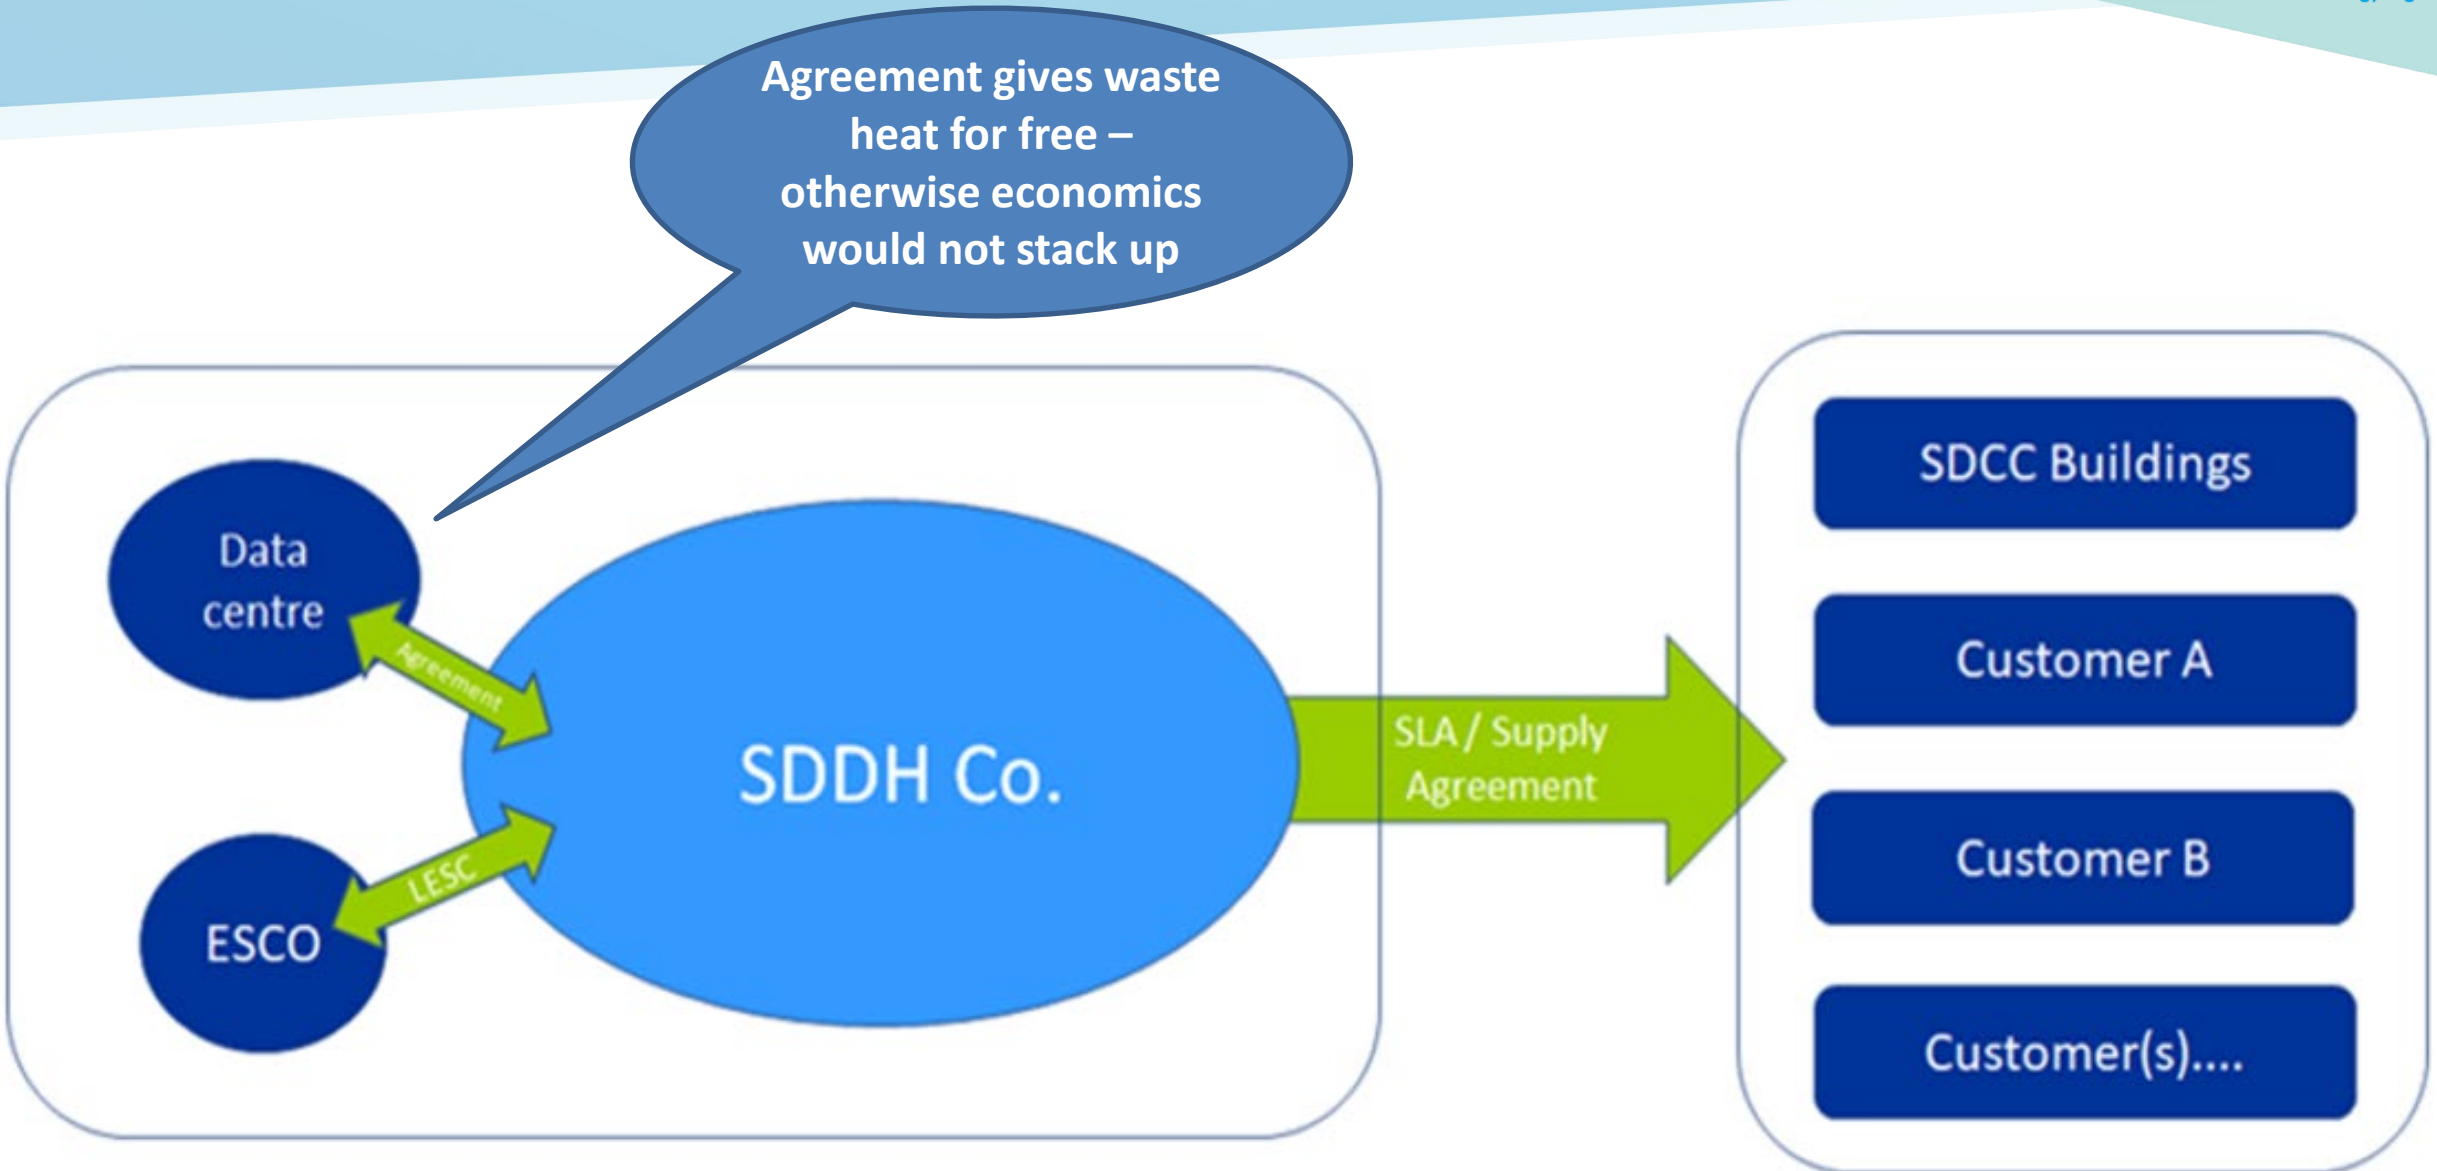 Agreement gives waste
heat for free –
otherwise economics
would not stack up
Data
centre
Agreement
SDDH Co.
LESC
ESCO
SLA / Supply
Agreement
SDCC Buildings
Customer A
Customer B
Customer(s)....